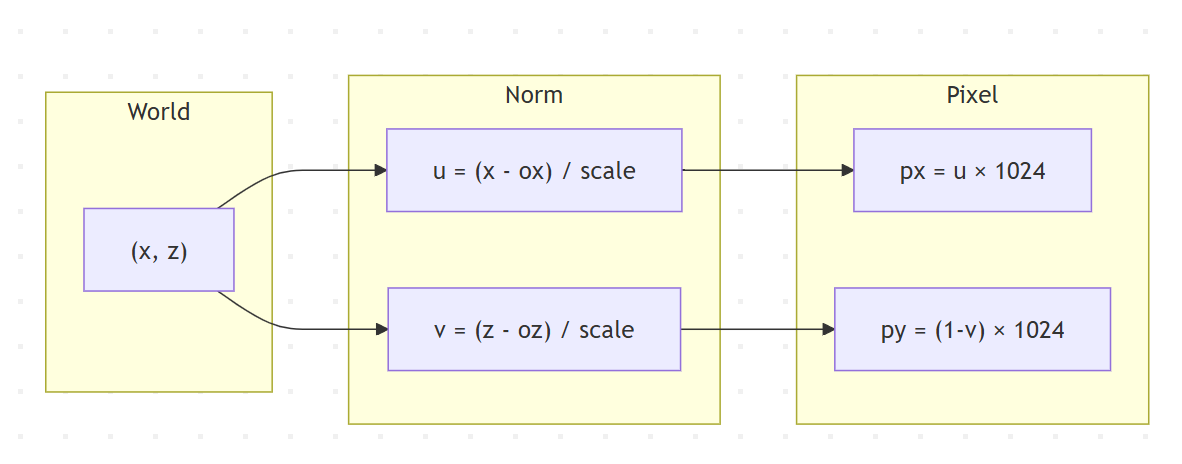 World
(x, z)
Norm
u = (x - ox) / scale
v = (z - oz) / scale
Pixel
px = u × 1024
py = (1-v) × 1024